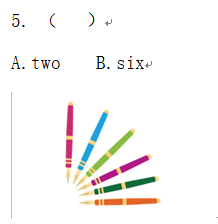 5. （   ）
A.two   B.six